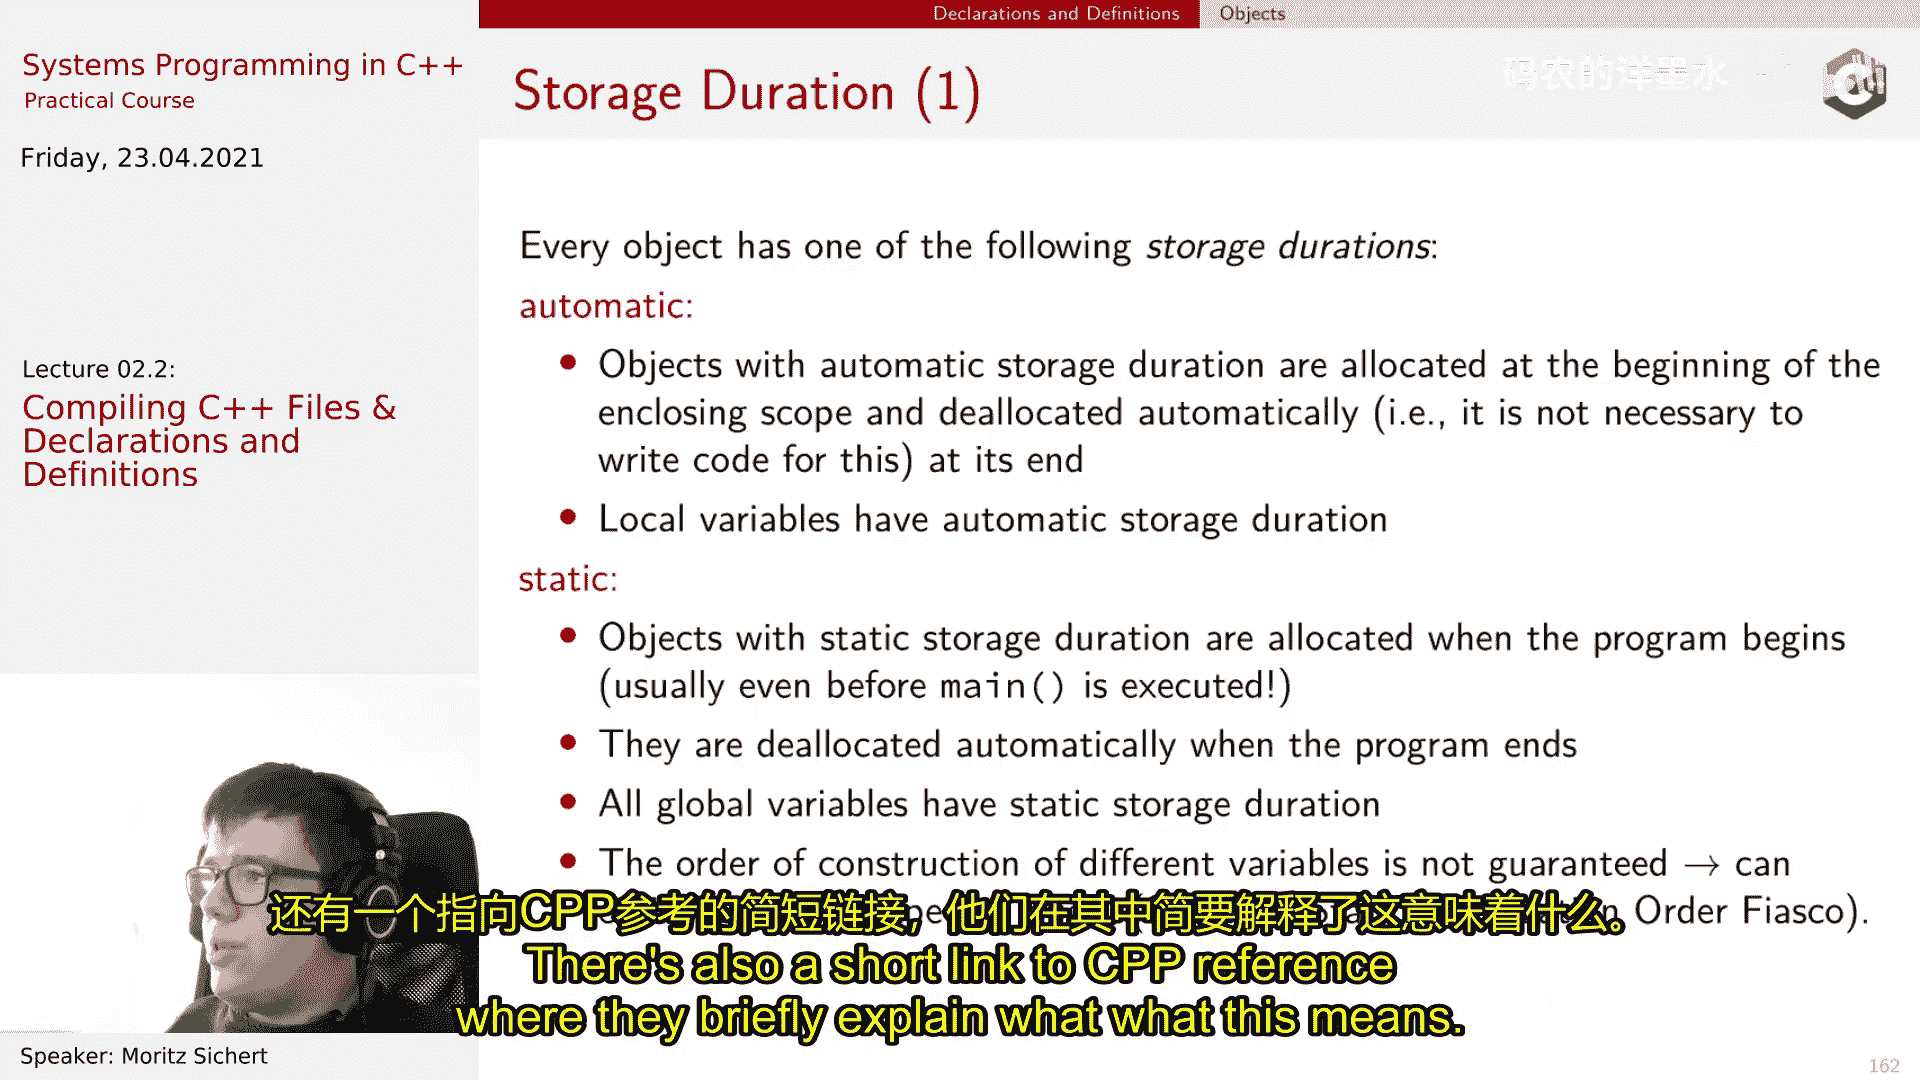 Declarations and Definitions
Objects
Systems Programming in C++
Practical Course
Friday, 23.04.2021
Storage Duration (1)
码农的洋墨水
Every object has one of the following storage durations:
automatic:
Objects with automatic storage duration are allocated at the beginning of the
enclosing scope and deallocated automatically (i.e., it is not necessary to
write code for this) at its end
Local variables have automatic storage duration
static:
Objects with static storage duration are allocated when the program begins
(usually even before main() is executed!)
They are deallocated automatically when the program ends
All global variables have static storage duration
The order of construction of different variables is not guaranteed → can
Order Fiasco).
Lecture 02.2:
Compiling C++ Files &
Declarations and
Definitions
还有一个指向CPP参考的简短链接，他们在其中简要解释了这意味着什么。
There's also a short link to CPP reference
where they briefly explain what what this means.
Speaker: Moritz Sichert
162